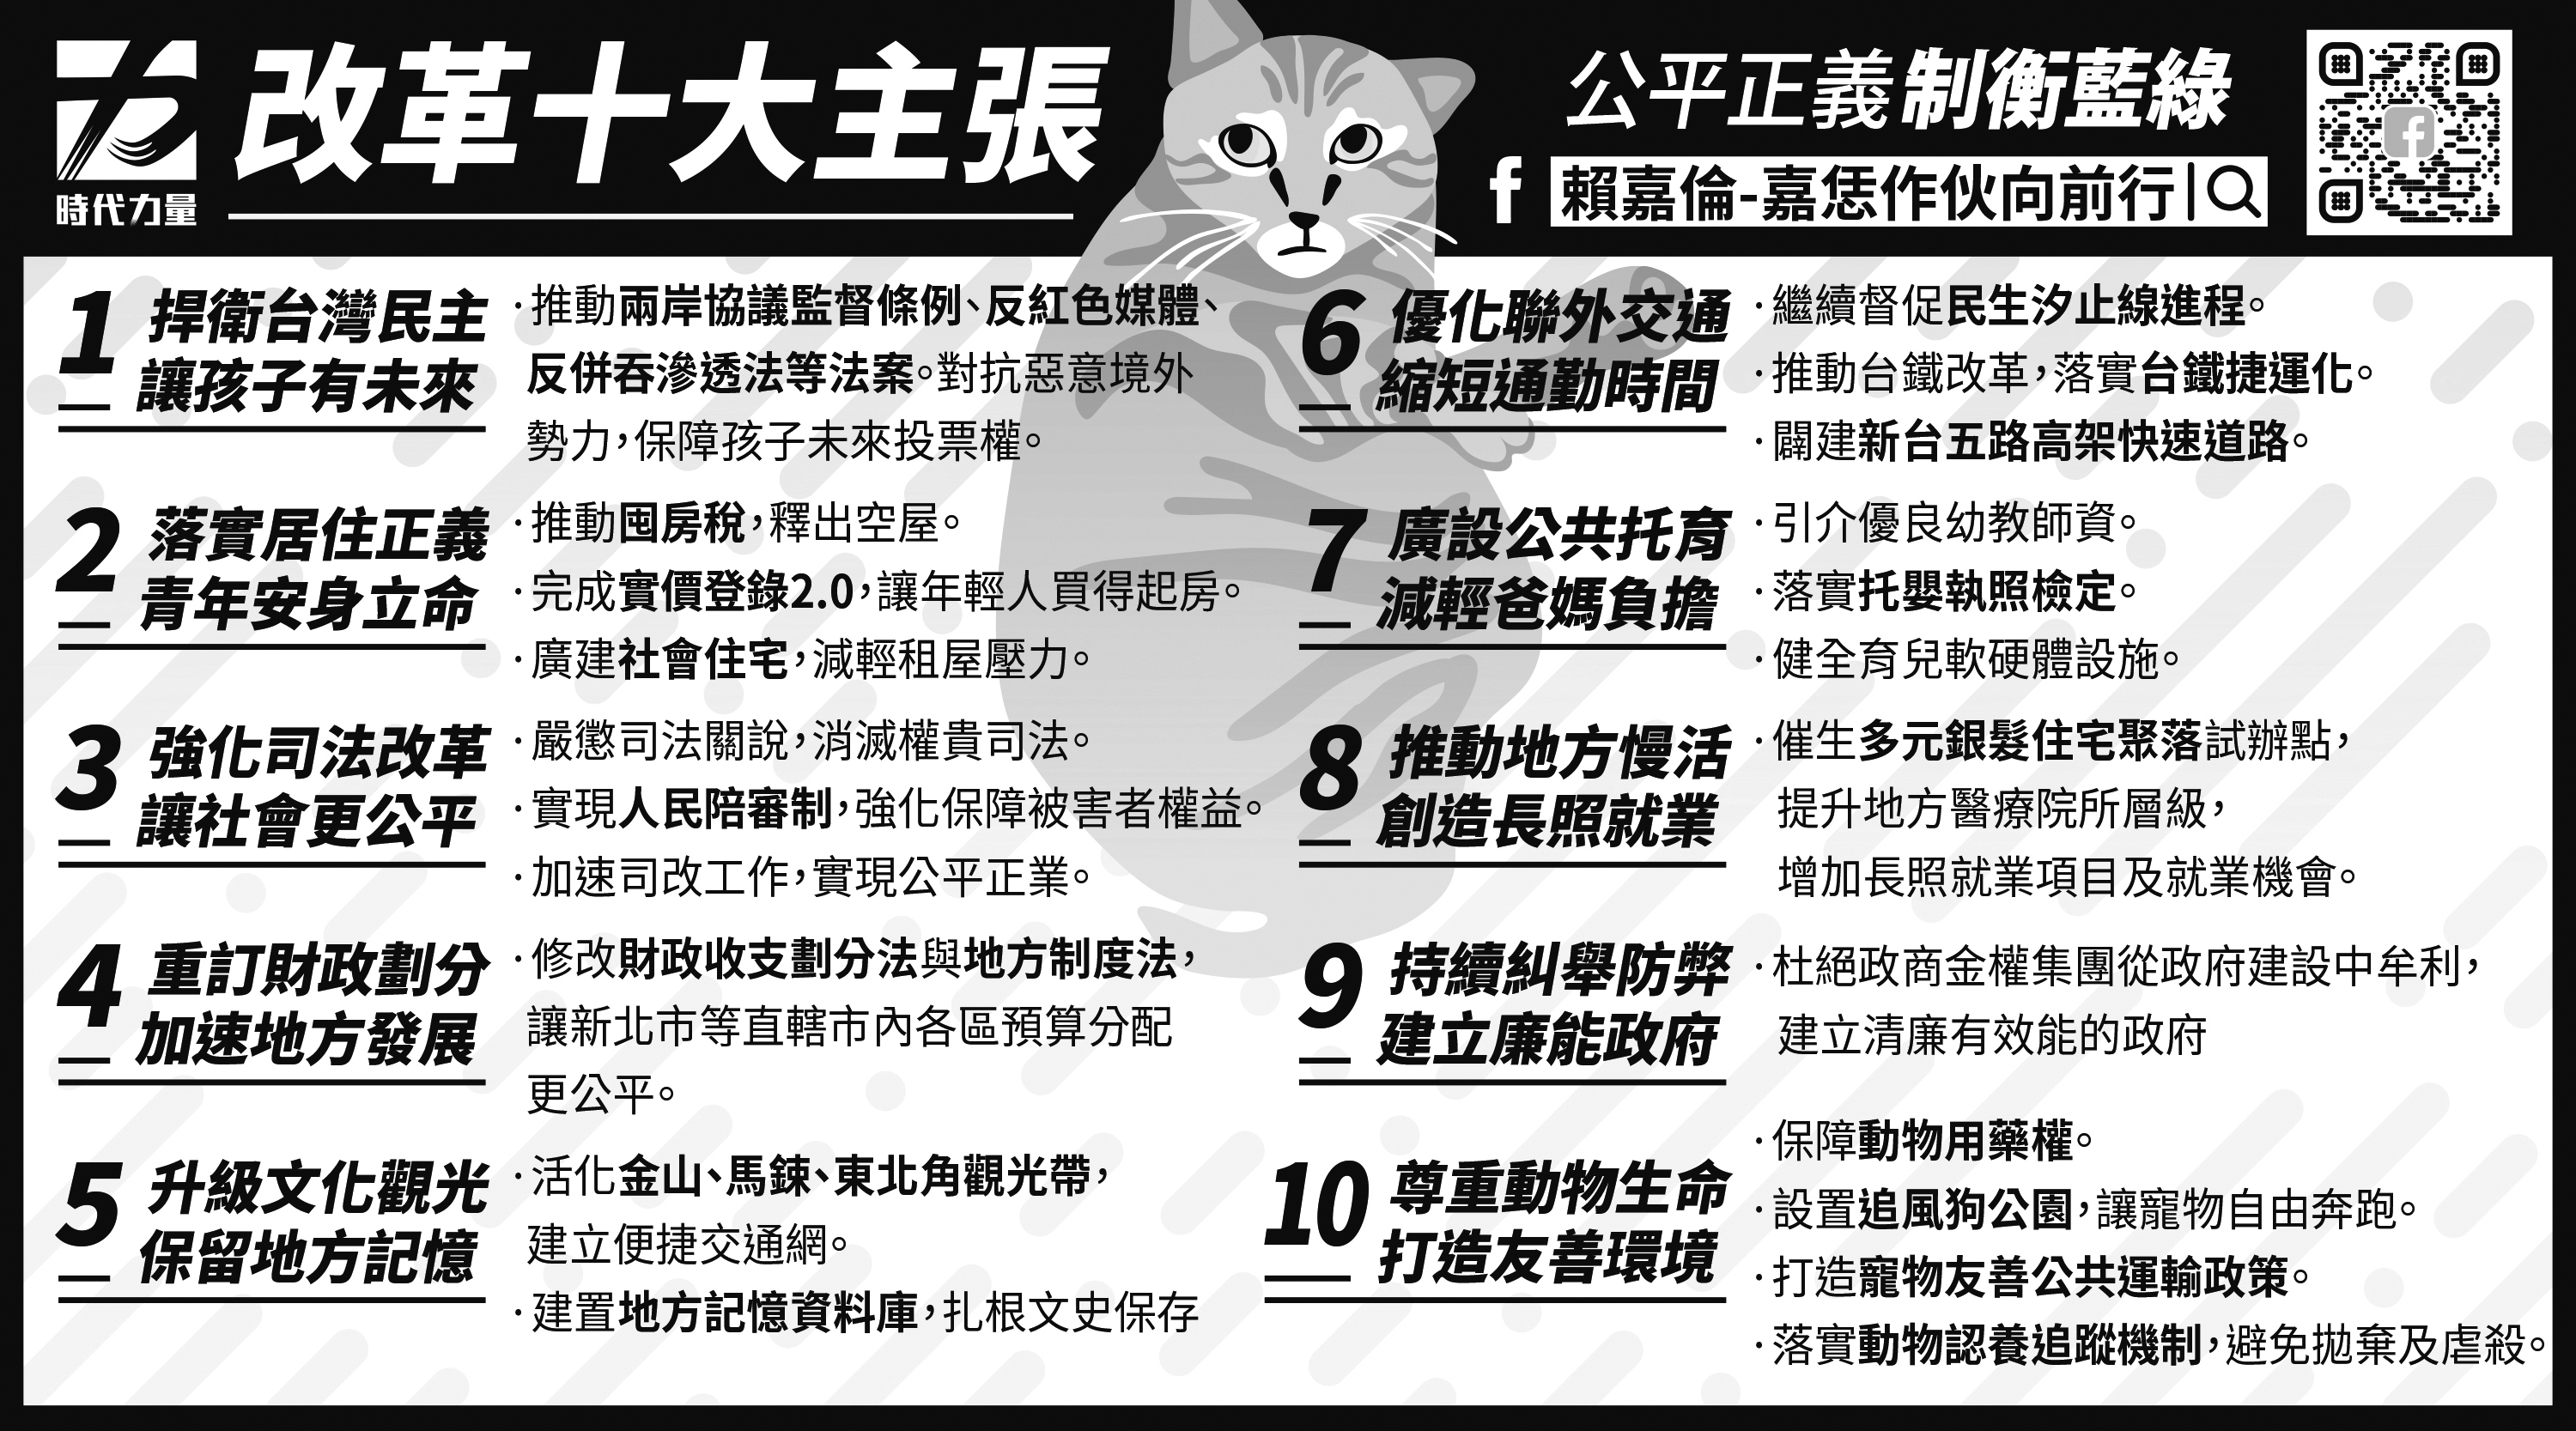 時代力量
改革十大主張
公平正義制衡藍綠
f 賴嘉倫-嘉恁作伙向前行
1 捍衛台灣民主
讓孩子有未來
·推動兩岸協議監督條例、反紅色媒體、
反併吞滲透法等法案。對抗惡意境外
勢力，保障孩子未來投票權。
2 落實居住正義
青年安身立命
·推動囤房稅，釋出空屋。
·完成實價登錄2.0，讓年輕人買得起房。
·廣建社會住宅，減輕租屋壓力。
3 強化司法改革
讓社會更公平
·嚴懲司法關說，消滅權貴司法。
·實現人民陪審制，強化保障被害者權益。
·加速司改工作，實現公平正業。
4 重訂財政劃分
加速地方發展
·修改財政收支劃分法與地方制度法，
讓新北市等直轄市內各區預算分配
更公平。
5 升級文化觀光
保留地方記憶
·活化金山、馬鋉、東北角觀光帶，
建立便捷交通網。
·建置地方記憶資料庫，扎根文史保存
6 優化聯外交通
縮短通勤時間
·繼續督促民生汐止線進程。
·推動台鐵改革，落實台鐵捷運化。
·闢建新台五路高架快速道路。
7 廣設公共托育
減輕爸媽負擔
·引介優良幼教師資。
·落實托嬰執照檢定。
·健全育兒軟硬體設施。
8 推動地方慢活
創造長照就業
·催生多元銀髮住宅聚落試辦點，
提升地方醫療院所層級，
增加長照就業項目及就業機會。
9 持續糾舉防弊
建立廉能政府
·杜絕政商金權集團從政府建設中牟利，
建立清廉有效能的政府
10 尊重動物生命
打造友善環境
·保障動物用藥權。
·設置追風狗公園，讓寵物自由奔跑。
·打造寵物友善公共運輸政策。
·落實動物認養追蹤機制，避免拋棄及虐殺。